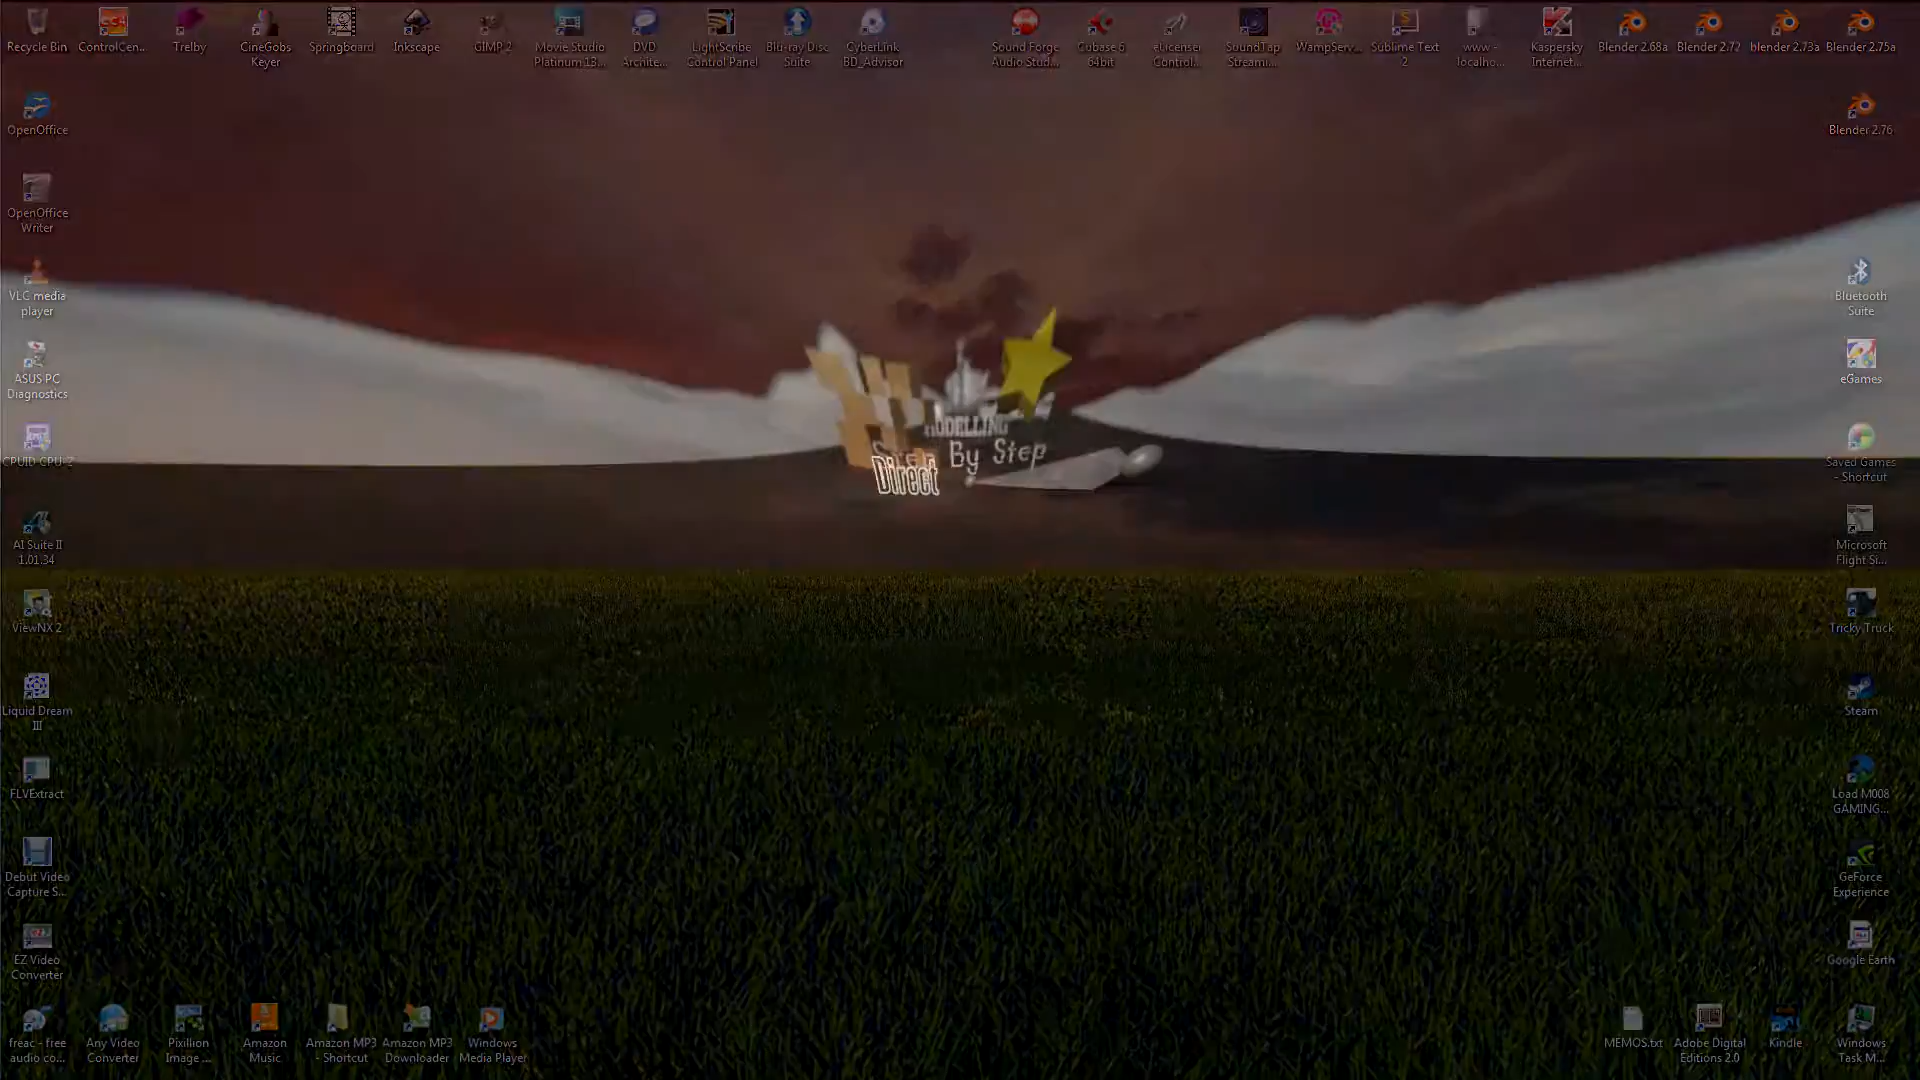 Recycle Bin
ControlCen...
Trelby
CineGobs
Keyer
Springboard
Inkscape
GIMP 2
Movie Studio
Platinum 13...
DVD
Archite...
LightScribe
Control Panel
Blu-ray Disc
Suite
CyberLink
BD_Advisor
Sound Forge
Audio Stud...
Cubase 6
64bit
eLicenser
Control...
SoundTap
Streami...
WampServ...
Sublime Text
2
www -
localho...
Kaspersky
Internet...
Blender 2.68a
Blender 2.72
blender 2.73a
Blender 2.75a
OpenOffice
Blender 2.76
OpenOffice
Writer
VLC media
player
Bluetooth
Suite
ASUS PC
Diagnostics
eGames
MODELLING
By Step
Direct
CPUID CPU-Z
Saved Games
- Shortcut
AI Suite II
1.01.34
Microsoft
Flight Si...
ViewNX 2
Tricky Truck
Liquid Dream
III
Steam
FLVExtract
Load M008
GAMING...
Debut Video
Capture S...
GeForce
Experience
EZ Video
Converter
Google Earth
freac - free
audio co...
Any Video
Converter
Pixillion
Image ...
Amazon
Music
Amazon MP3
- Shortcut
Amazon MP3
Downloader
Windows
Media Player
MEMOS.txt
Adobe Digital
Editions 2.0
Kindle
Windows
Task M...